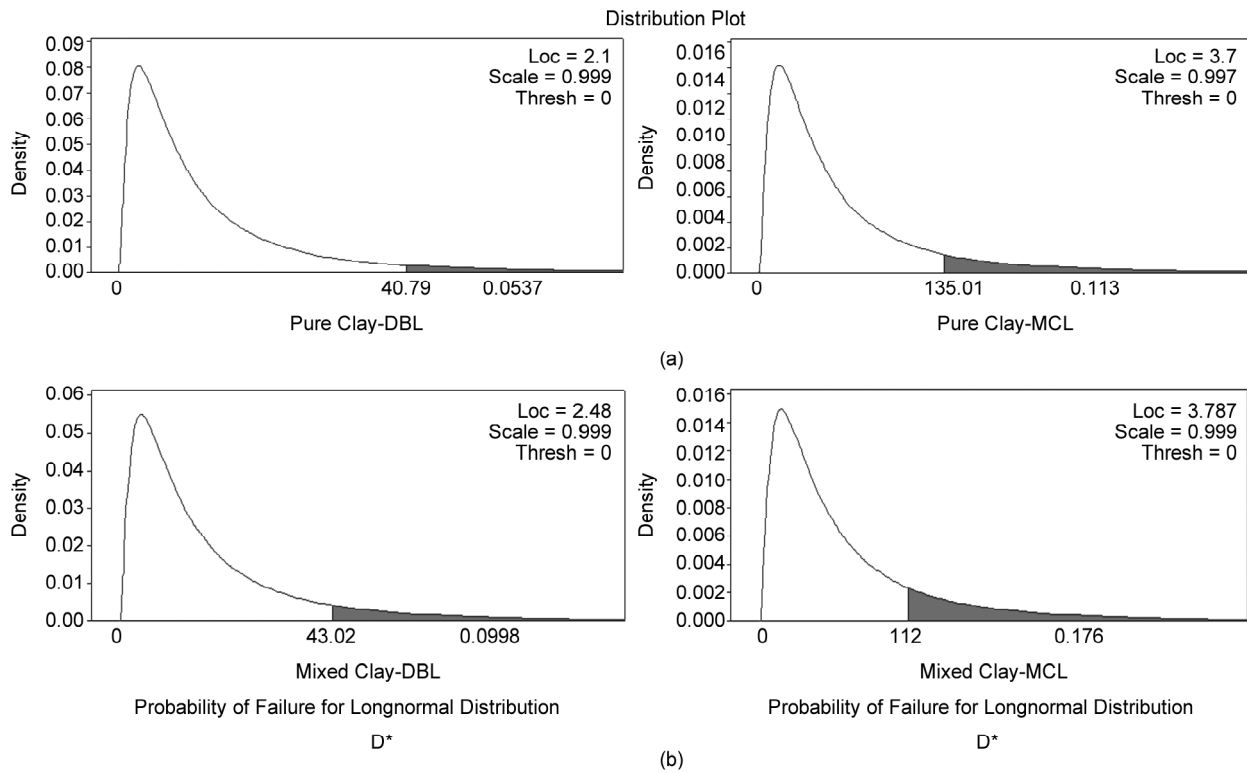 Distribution Plot
0.09
0.08
0.07
0.06
0.05
0.04
0.03
0.02
0.01
0.00
Density
Loc = 2.1
Scale = 0.999
Thresh = 0
0
40.79
0.0537
Pure Clay-DBL
0.016
0.014
0.012
0.010
0.008
0.006
0.004
0.002
0.000
Density
Loc = 3.7
Scale = 0.997
Thresh = 0
0
135.01
0.113
Pure Clay-MCL
(a)
0.06
0.05
0.04
0.03
0.02
0.01
0.00
Density
Loc = 2.48
Scale = 0.999
Thresh = 0
0
43.02
0.0998
Mixed Clay-DBL
Probability of Failure for Longnormal Distribution
D*
0.016
0.014
0.012
0.010
0.008
0.006
0.004
0.002
0.000
Density
Loc = 3.787
Scale = 0.999
Thresh = 0
0
112
0.176
Mixed Clay-MCL
Probability of Failure for Longnormal Distribution
D*
(b)